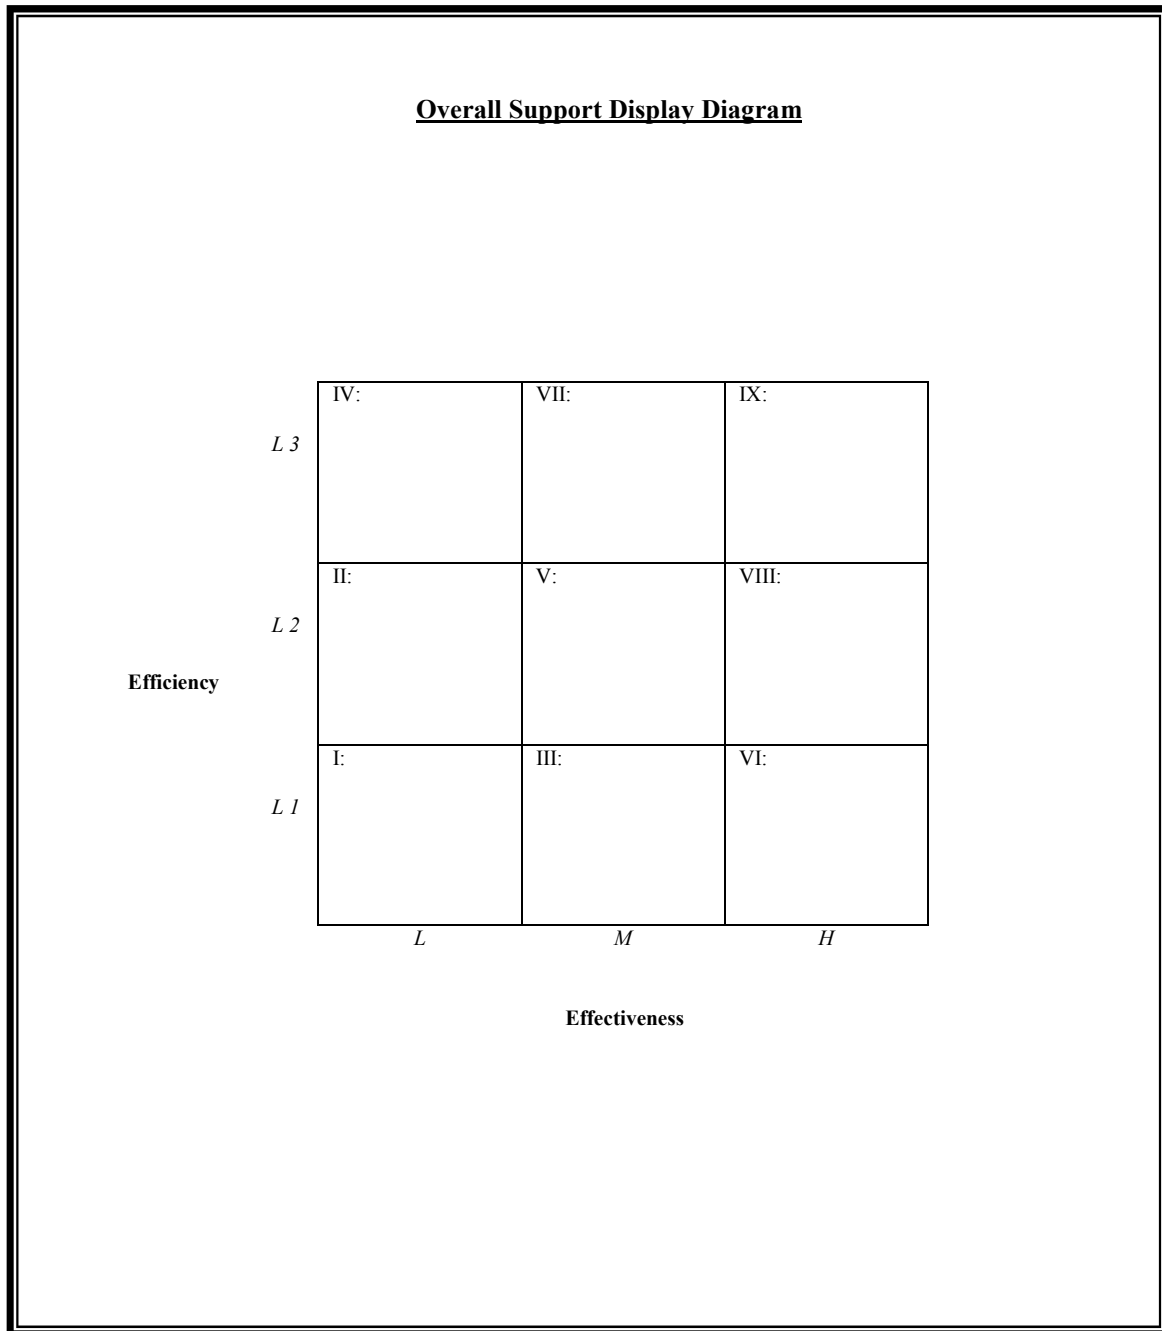 Overall Support Display Diagram
IV: VII: IX:
L 3
II: V: VIII:
L 2
Efficiency
I: III: VI:
L 1
L M H
Effectiveness